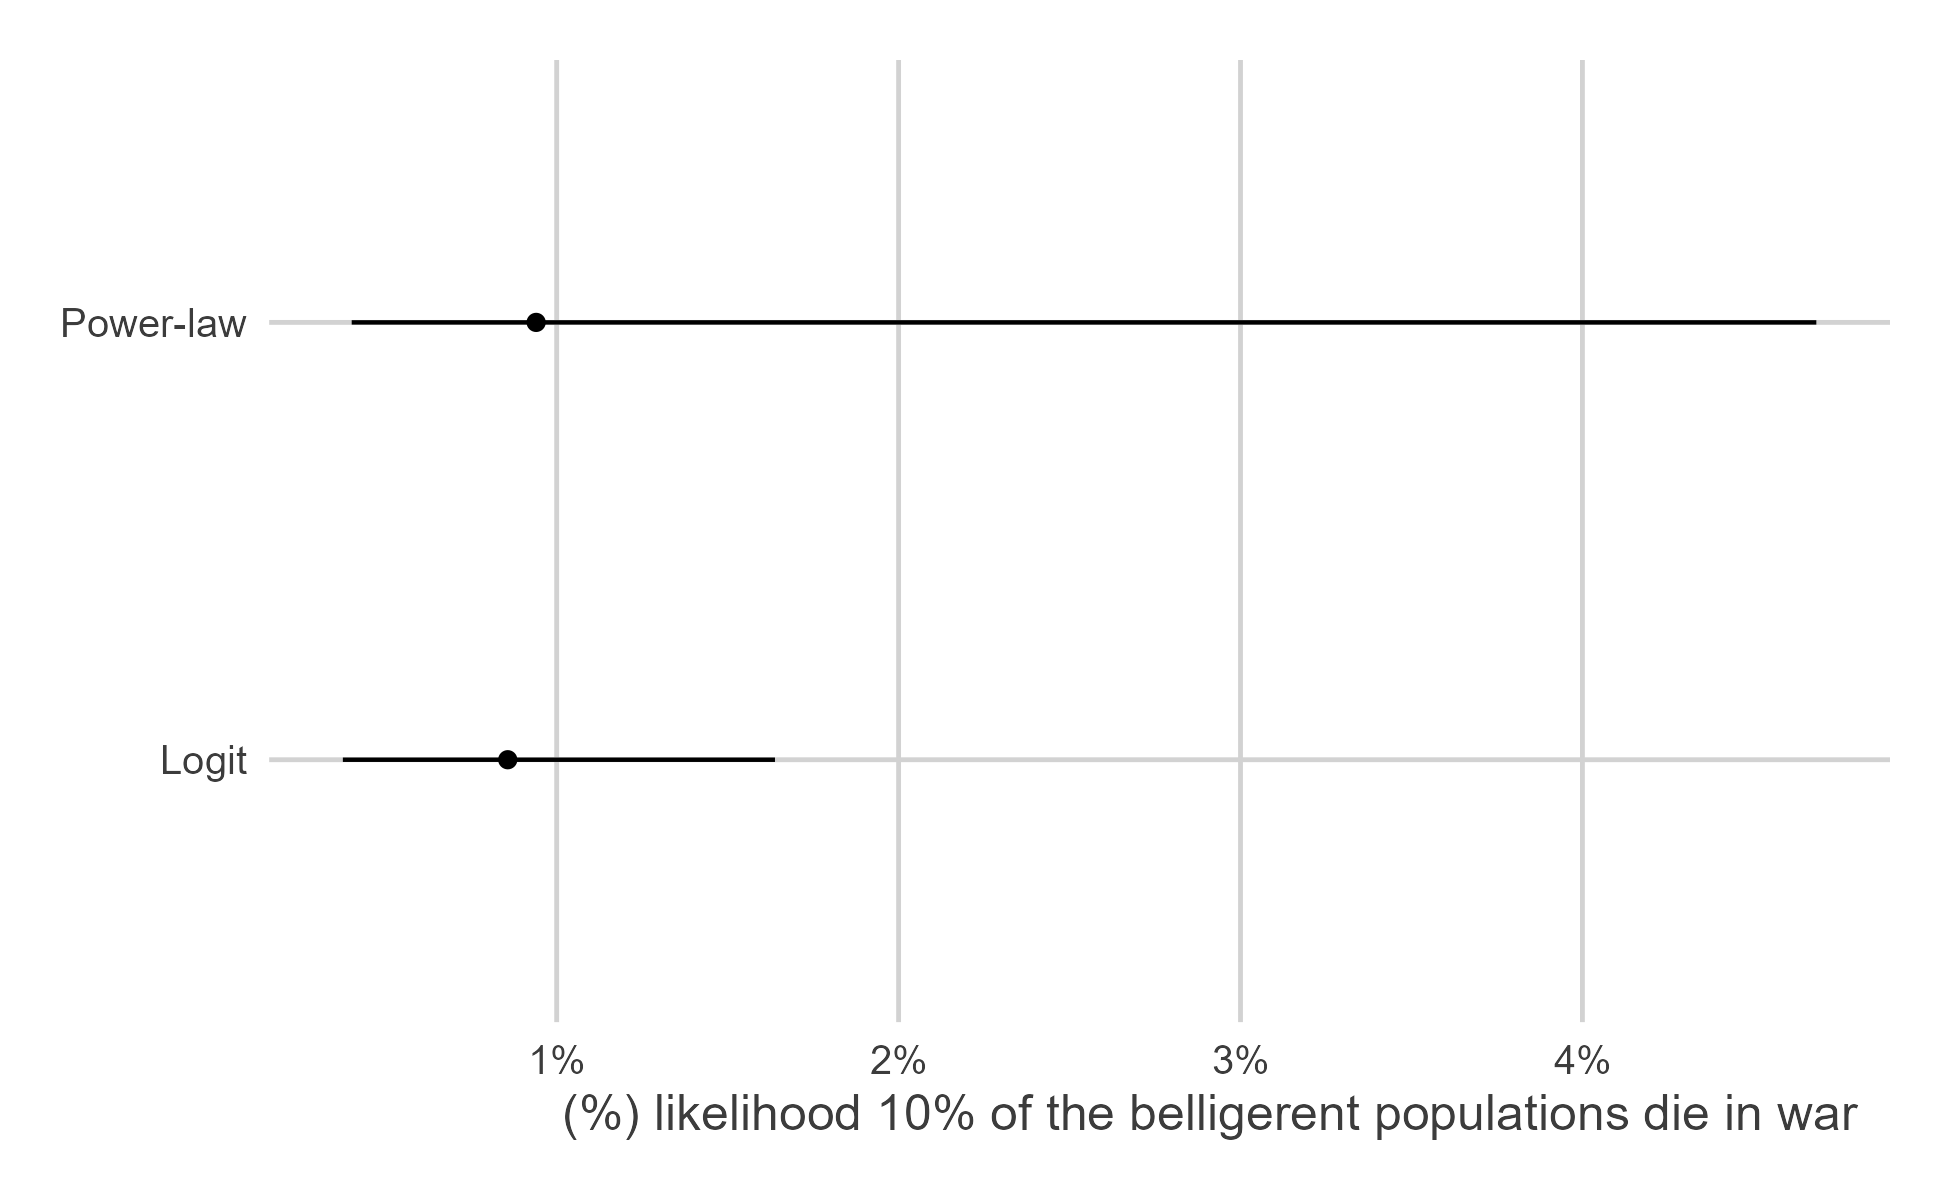 Power-law
Logit
1% 2% 3% 4%
(%) likelihood 10% of the belligerent populations die in war